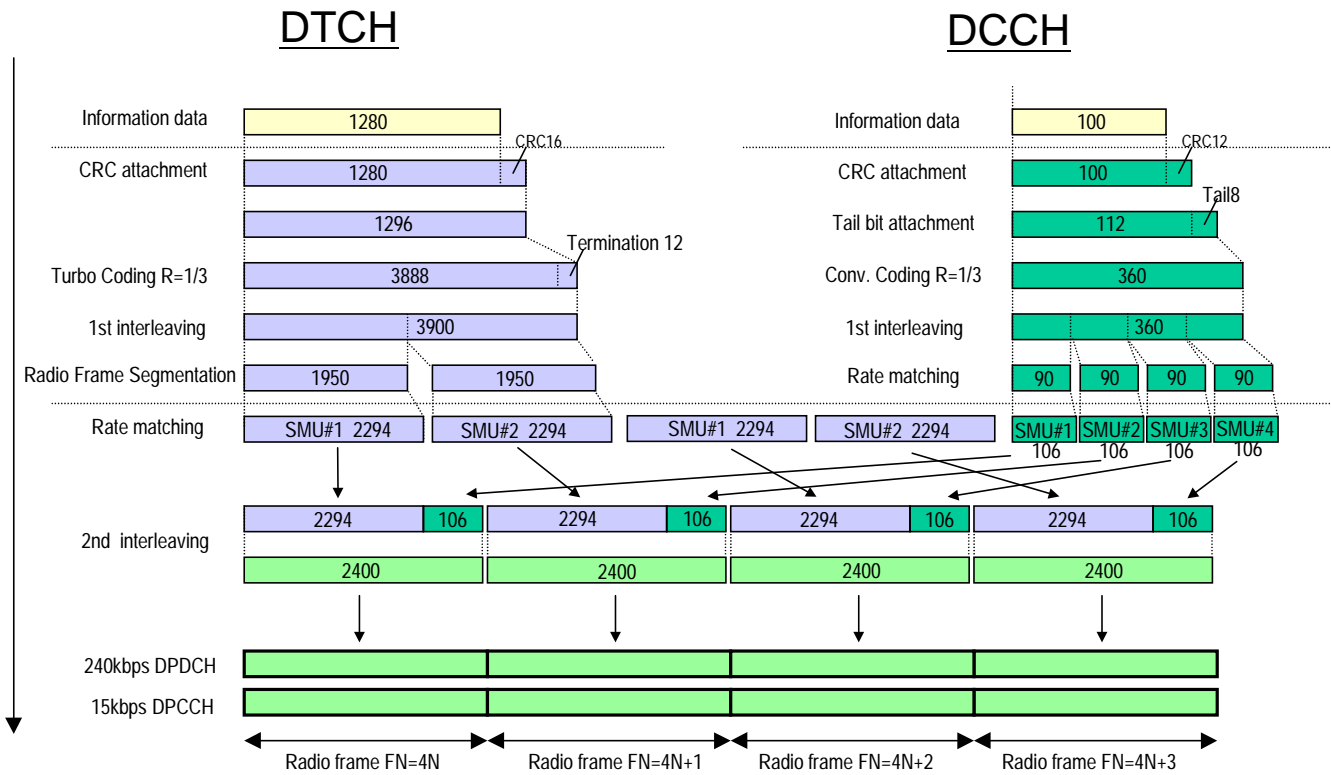 DTCH DCCH
Information data 1280 Information data 100
CRC16 CRC12
CRC attachment 1280 CRC attachment 100
Tail8
1296 Tail bit attachment 112
Termination 12
Turbo Coding R=1/3 3888 Conv. Coding R=1/3 360
1st interleaving 3900 1st interleaving 360
Radio Frame Segmentation 1950 1950 Rate matching 90 90 90 90
Rate matching SMU#1 2294 SMU#2 2294 SMU#1 2294 SMU#2 2294 SMU#1 SMU#2 SMU#3 SMU#4
106 106 106 106
2294 106 2294 106 2294 106 2294 106
2nd interleaving
2400 2400 2400 2400
240kbps DPDCH
15kbps DPCCH
Radio frame FN=4N Radio frame FN=4N+1 Radio frame FN=4N+2 Radio frame FN=4N+3